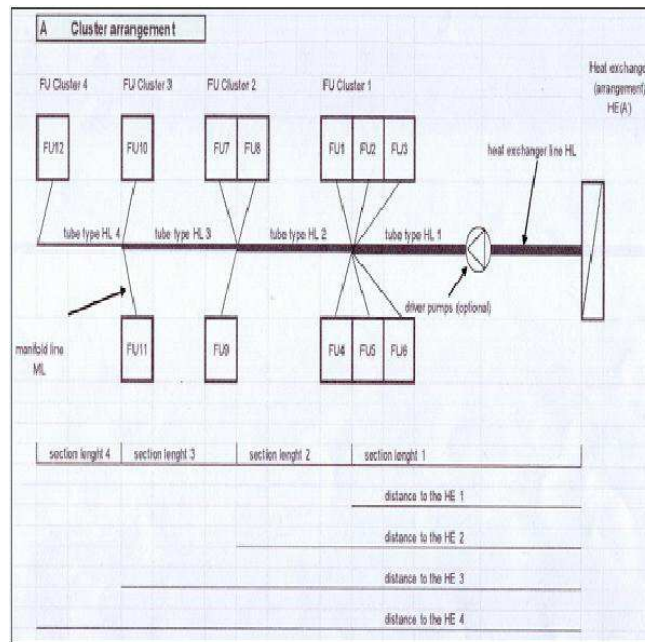 A Cluster arrangement
Heat exchanger
(arrangement)
HE(A)
FU Cluster 4 FU Cluster 3 FU Cluster 2 FU Cluster 1
FU12 FU10 FU7 FU8 FU1 FU2 FU3
heat exchanger line HL
tube type HL 4 tube type HL 3 tube type HL 2 tube type HL 1
driver pumps (optional)
manifold line
ML
FU11 FU9 FU4 FU5 FU6
section lenght 4 section lenght 3 section lenght 2 section lenght 1
distance to the HE 1
distance to the HE 2
distance to the HE 3
distance to the HE 4